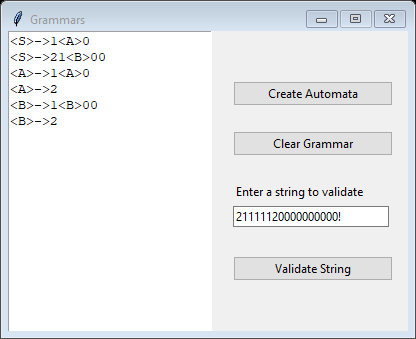 Grammars
<S>->1<A>0
<S>->21<B>00
<A>->1<A>0
<A>->2
<B>->1<B>00
<B>->2
Create Automata
Clear Grammar
Enter a string to validate
21111120000000000!
Validate String